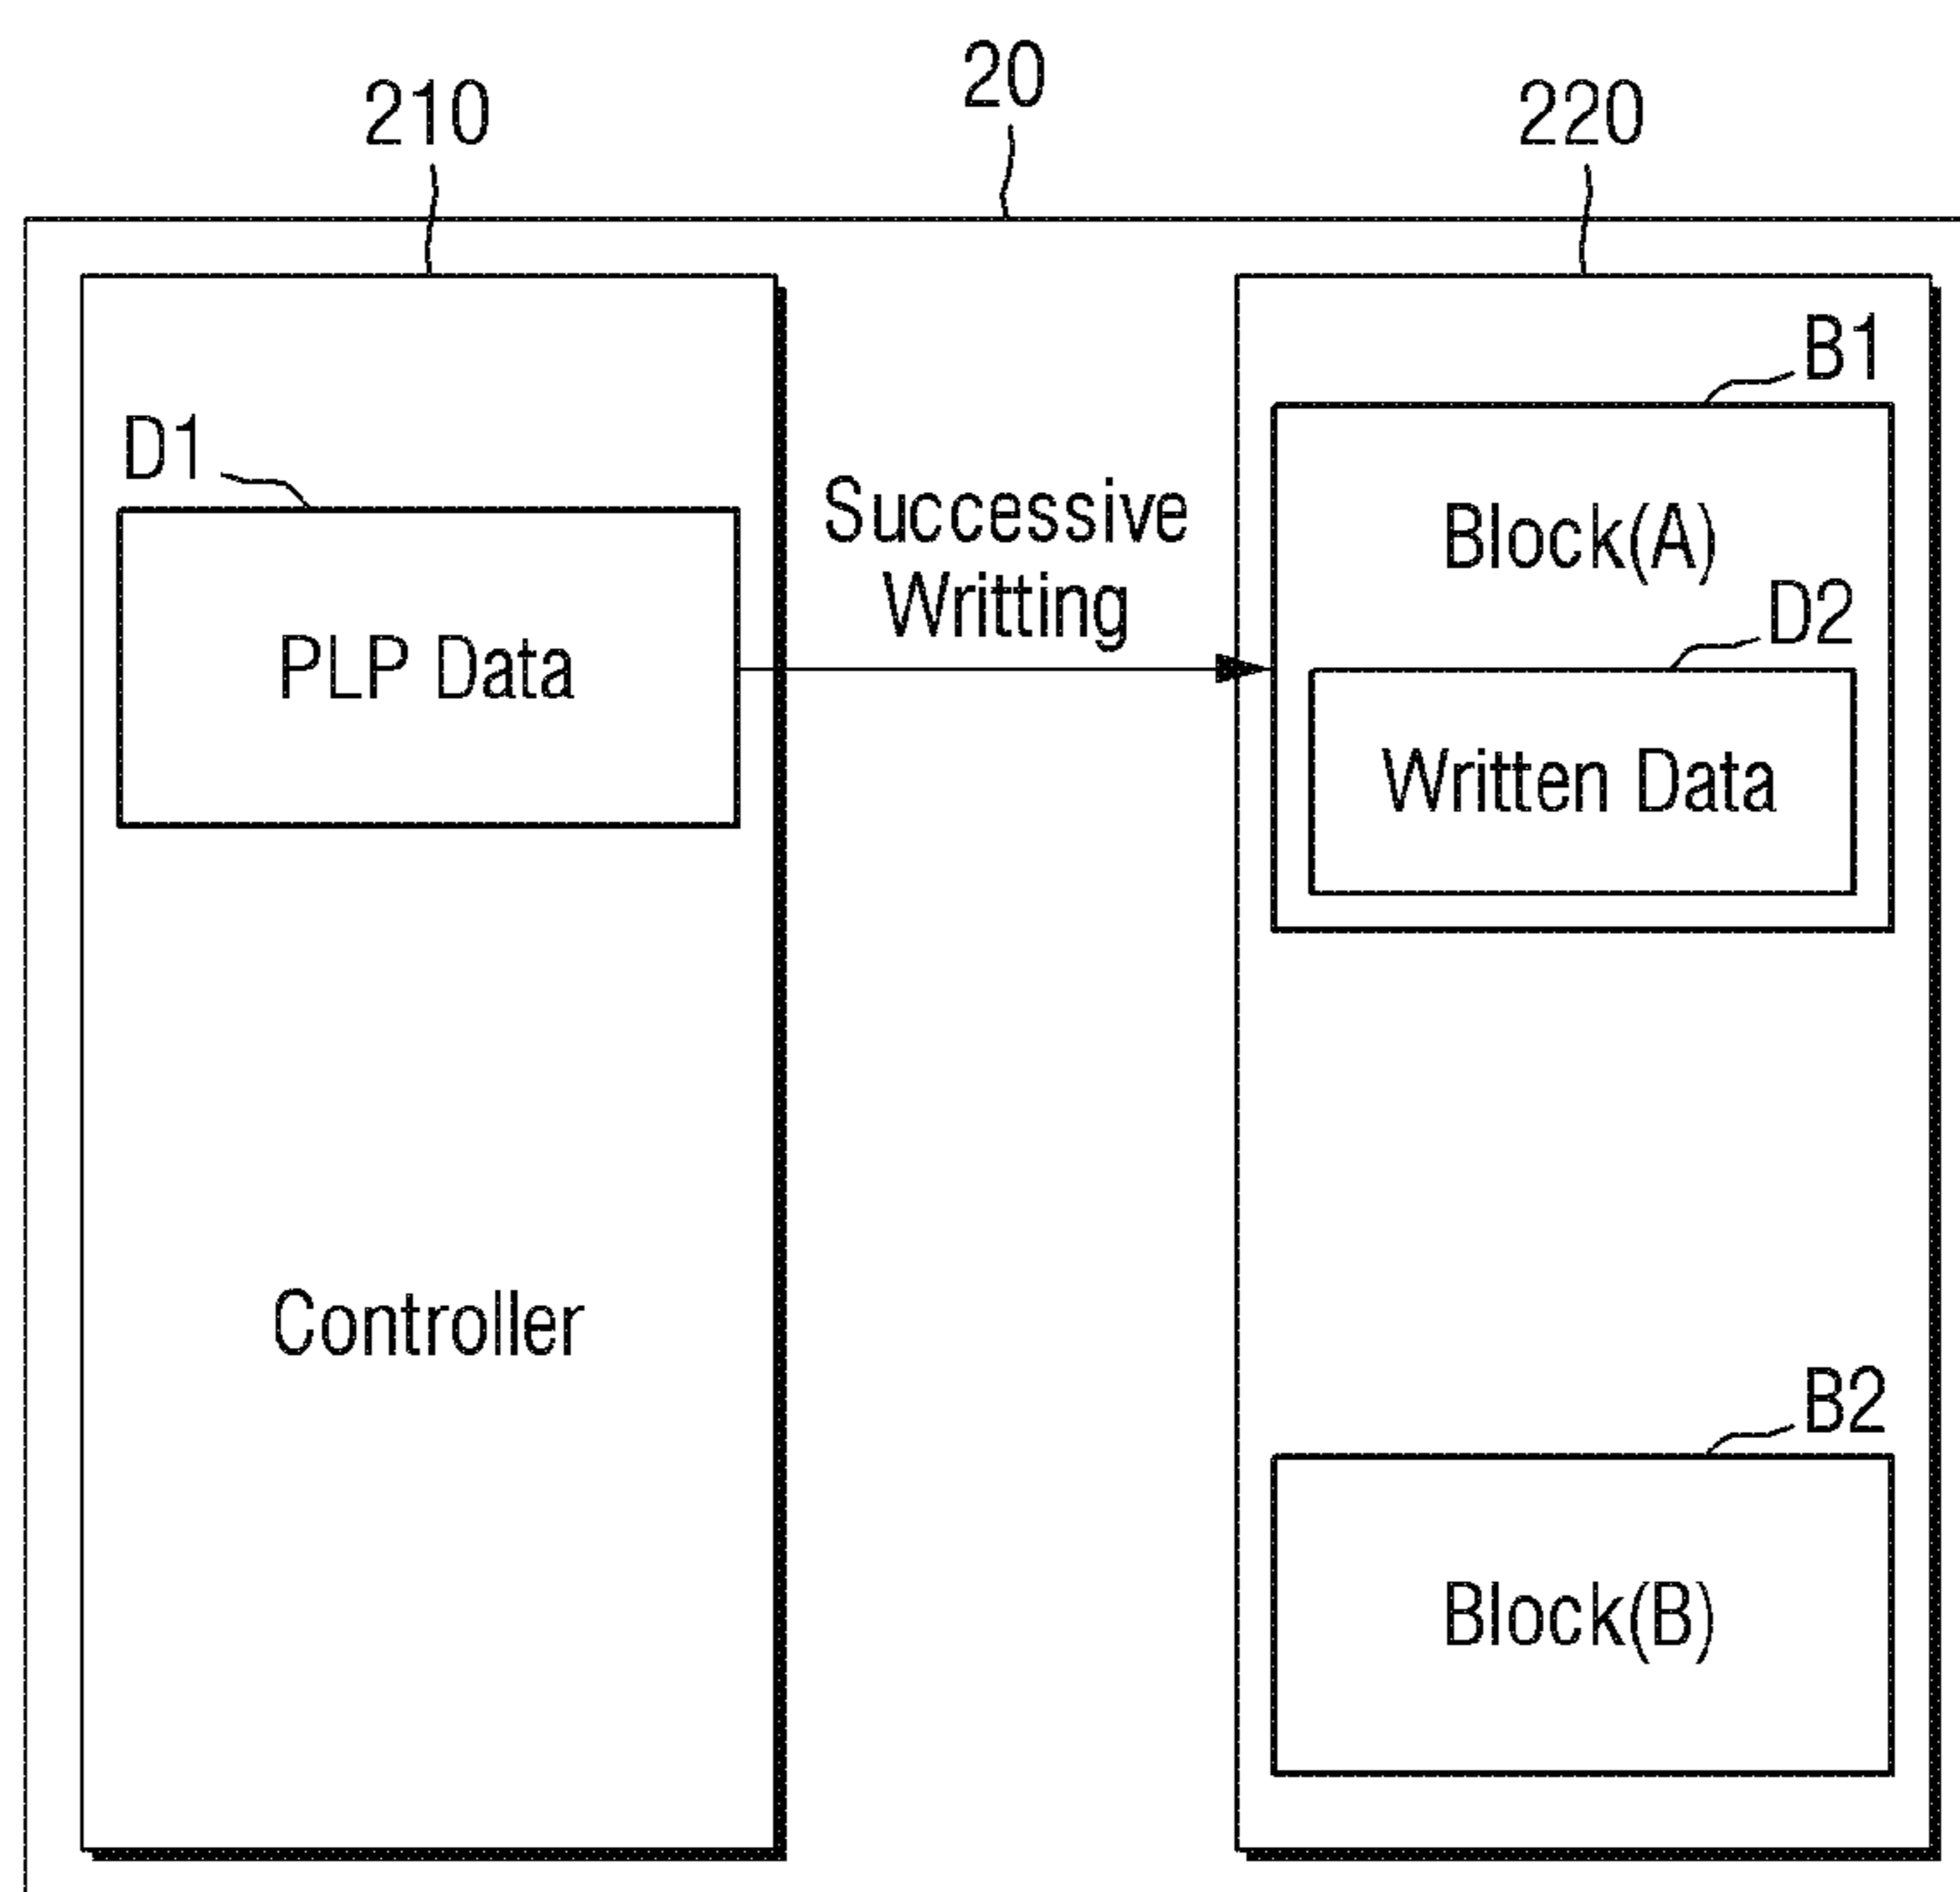 20
210
220
B1
D1
Successive
Writting
Block(A)
D2
PLP Data
Written Data
Controller
B2
Block(B)